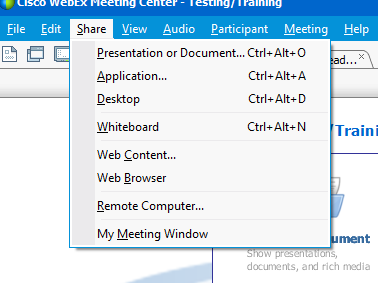 Cisco WebEx Meeting Center - Testing/Training
File Edit Share View Audio Participant Meeting Help
Presentation or Document... Ctrl+Alt+O
Application... Ctrl+Alt+A
Desktop Ctrl+Alt+D
Whiteboard Ctrl+Alt+N
Web Content...
Web Browser
Remote Computer...
My Meeting Window
ead...
/Traini
ument
Show presentations,
documents, and rich media